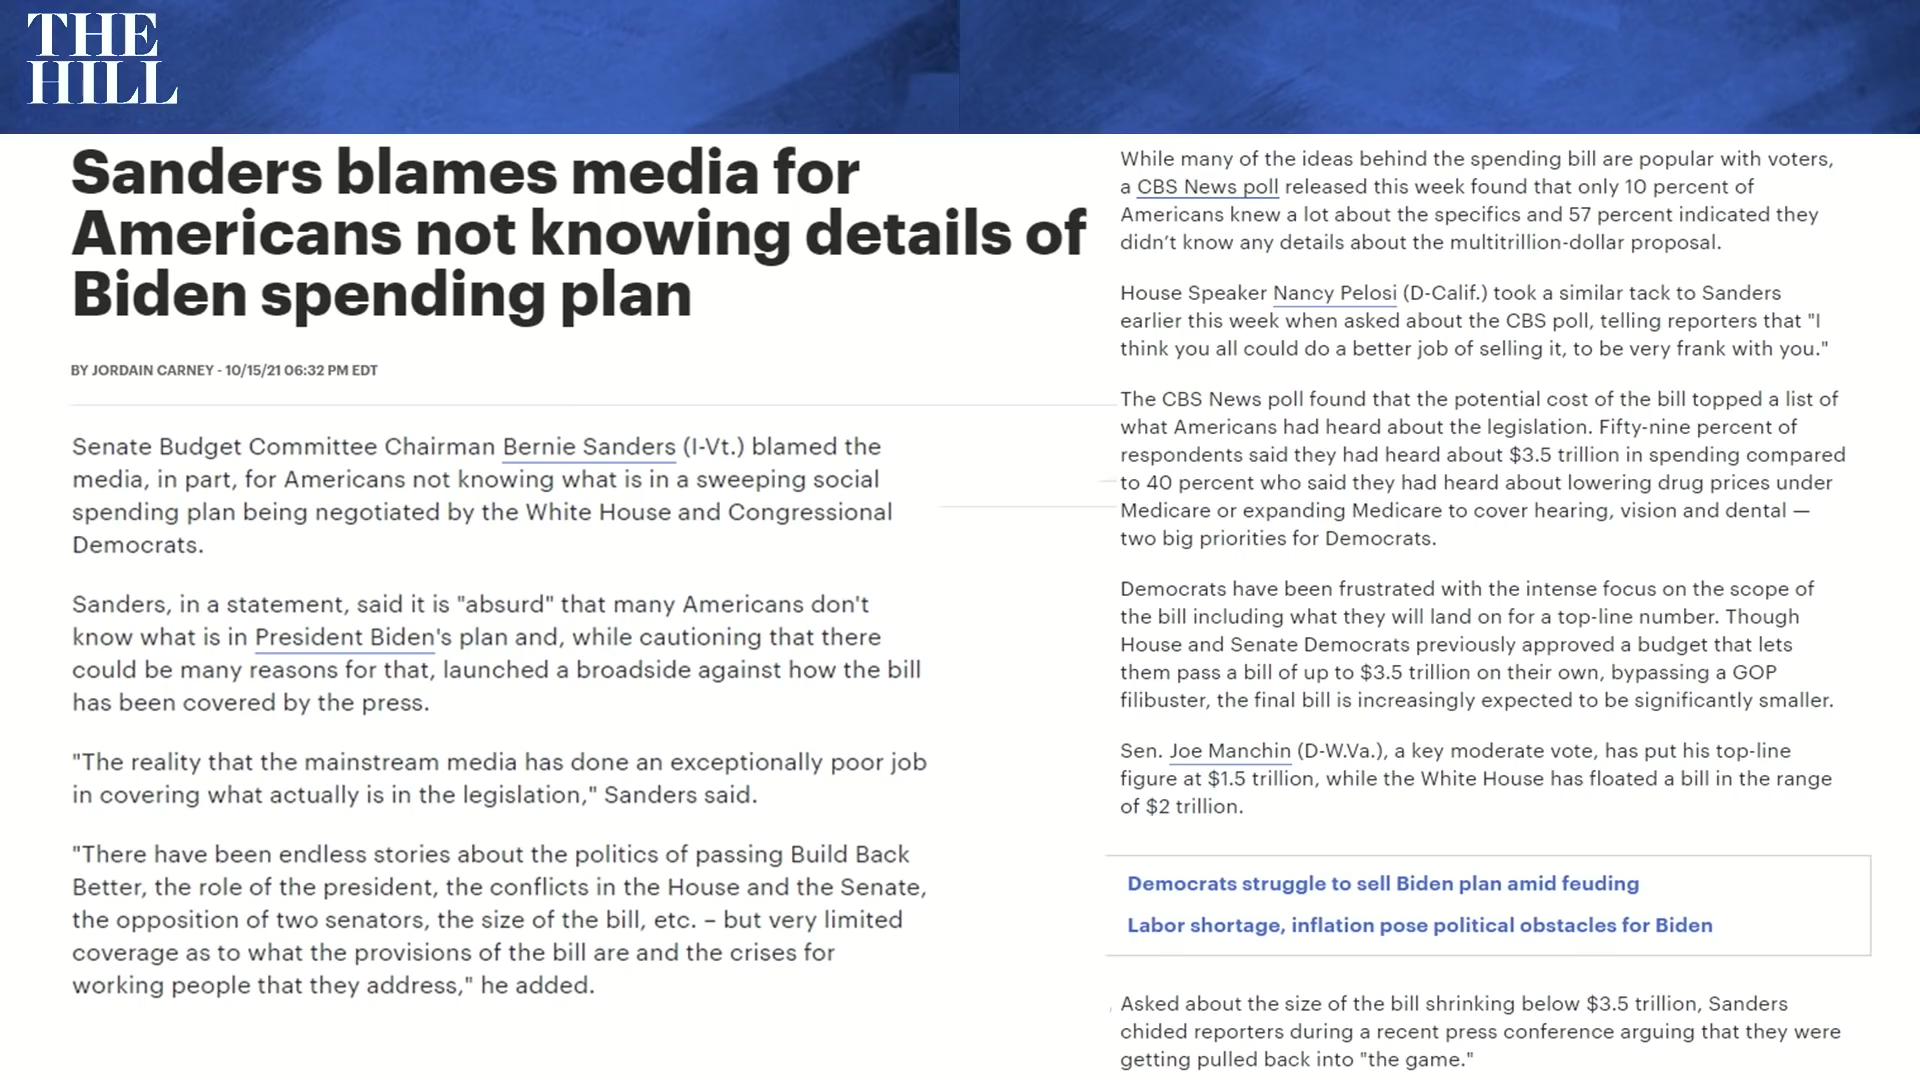 THE
HILL
Sanders blames media for
Americans not knowing details of
Biden spending plan
BY JORDAIN CARNEY - 10/15/21 06:32 PM EDT
Senate Budget Committee Chairman Bernie Sanders (I-Vt.) blamed the
media, in part, for Americans not knowing what is in a sweeping social
spending plan being negotiated by the White House and Congressional
Democrats.
Sanders, in a statement, said it is "absurd" that many Americans don't
know what is in President Biden's plan and, while cautioning that there
could be many reasons for that, launched a broadside against how the bill
has been covered by the press.
"The reality that the mainstream media has done an exceptionally poor job
in covering what actually is in the legislation," Sanders said.
"There have been endless stories about the politics of passing Build Back
Better, the role of the president, the conflicts in the House and the Senate,
the opposition of two senators, the size of the bill, etc. – but very limited
coverage as to what the provisions of the bill are and the crises for
working people that they address," he added.
While many of the ideas behind the spending bill are popular with voters,
a CBS News poll released this week found that only 10 percent of
Americans knew a lot about the specifics and 57 percent indicated they
didn’t know any details about the multitrillion-dollar proposal.
House Speaker Nancy Pelosi (D-Calif.) took a similar tack to Sanders
earlier this week when asked about the CBS poll, telling reporters that "I
think you all could do a better job of selling it, to be very frank with you."
The CBS News poll found that the potential cost of the bill topped a list of
what Americans had heard about the legislation. Fifty-nine percent of
respondents said they had heard about $3.5 trillion in spending compared
to 40 percent who said they had heard about lowering drug prices under
Medicare or expanding Medicare to cover hearing, vision and dental —
two big priorities for Democrats.
Democrats have been frustrated with the intense focus on the scope of
the bill including what they will land on for a top-line number. Though
House and Senate Democrats previously approved a budget that lets
them pass a bill of up to $3.5 trillion on their own, bypassing a GOP
filibuster, the final bill is increasingly expected to be significantly smaller.
Sen. Joe Manchin (D-W.Va.), a key moderate vote, has put his top-line
figure at $1.5 trillion, while the White House has floated a bill in the range
of $2 trillion.
Democrats struggle to sell Biden plan amid feuding
Labor shortage, inflation pose political obstacles for Biden
Asked about the size of the bill shrinking below $3.5 trillion, Sanders
chided reporters during a recent press conference arguing that they were
getting pulled back into "the game."